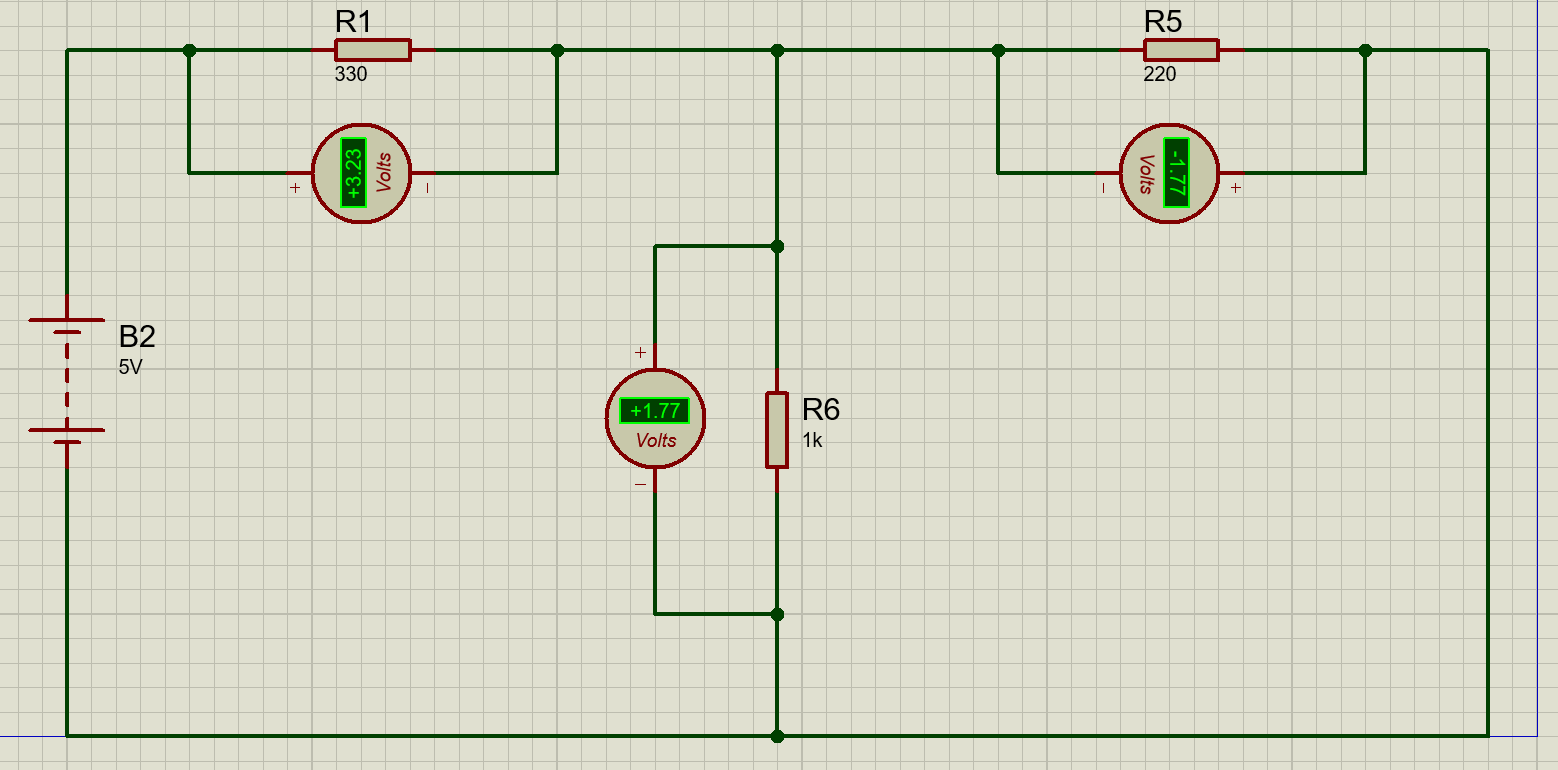 R1
330
R5
220
+3.23
Volts
-1.77
Volts
B2
5V
+1.77
Volts
R6
1k